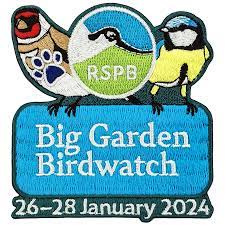 RSPB
Big Garden
Birdwatch
26–28 January 2024